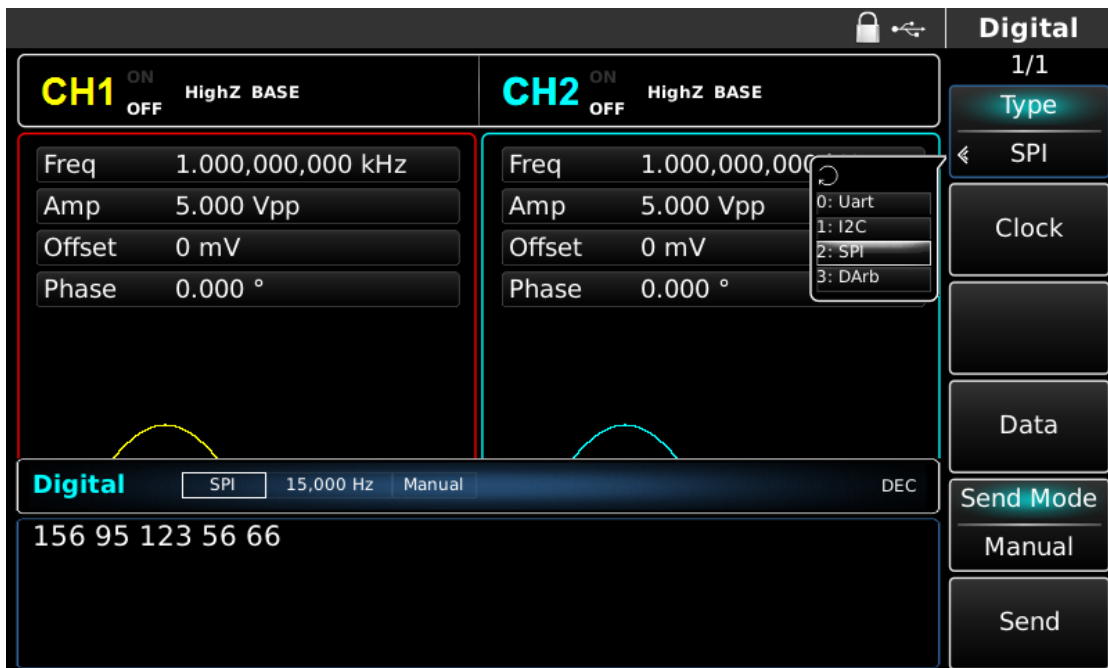 Digital
1/1
CH1 ON OFF HighZ BASE
CH2 ON OFF HighZ BASE
Type
SPI
Freq 1.000,000,000 kHz
Amp 5.000 Vpp
Offset 0 mV
Phase 0.000 °
Freq 1.000,000,000
Amp 5.000 Vpp
Offset 0 mV
Phase 0.000 °
0: Uart
1: I2C
2: SPI
3: DArb
Clock
Data
Digital SPI 15,000 Hz Manual DEC
156 95 123 56 66
Send Mode
Manual
Send